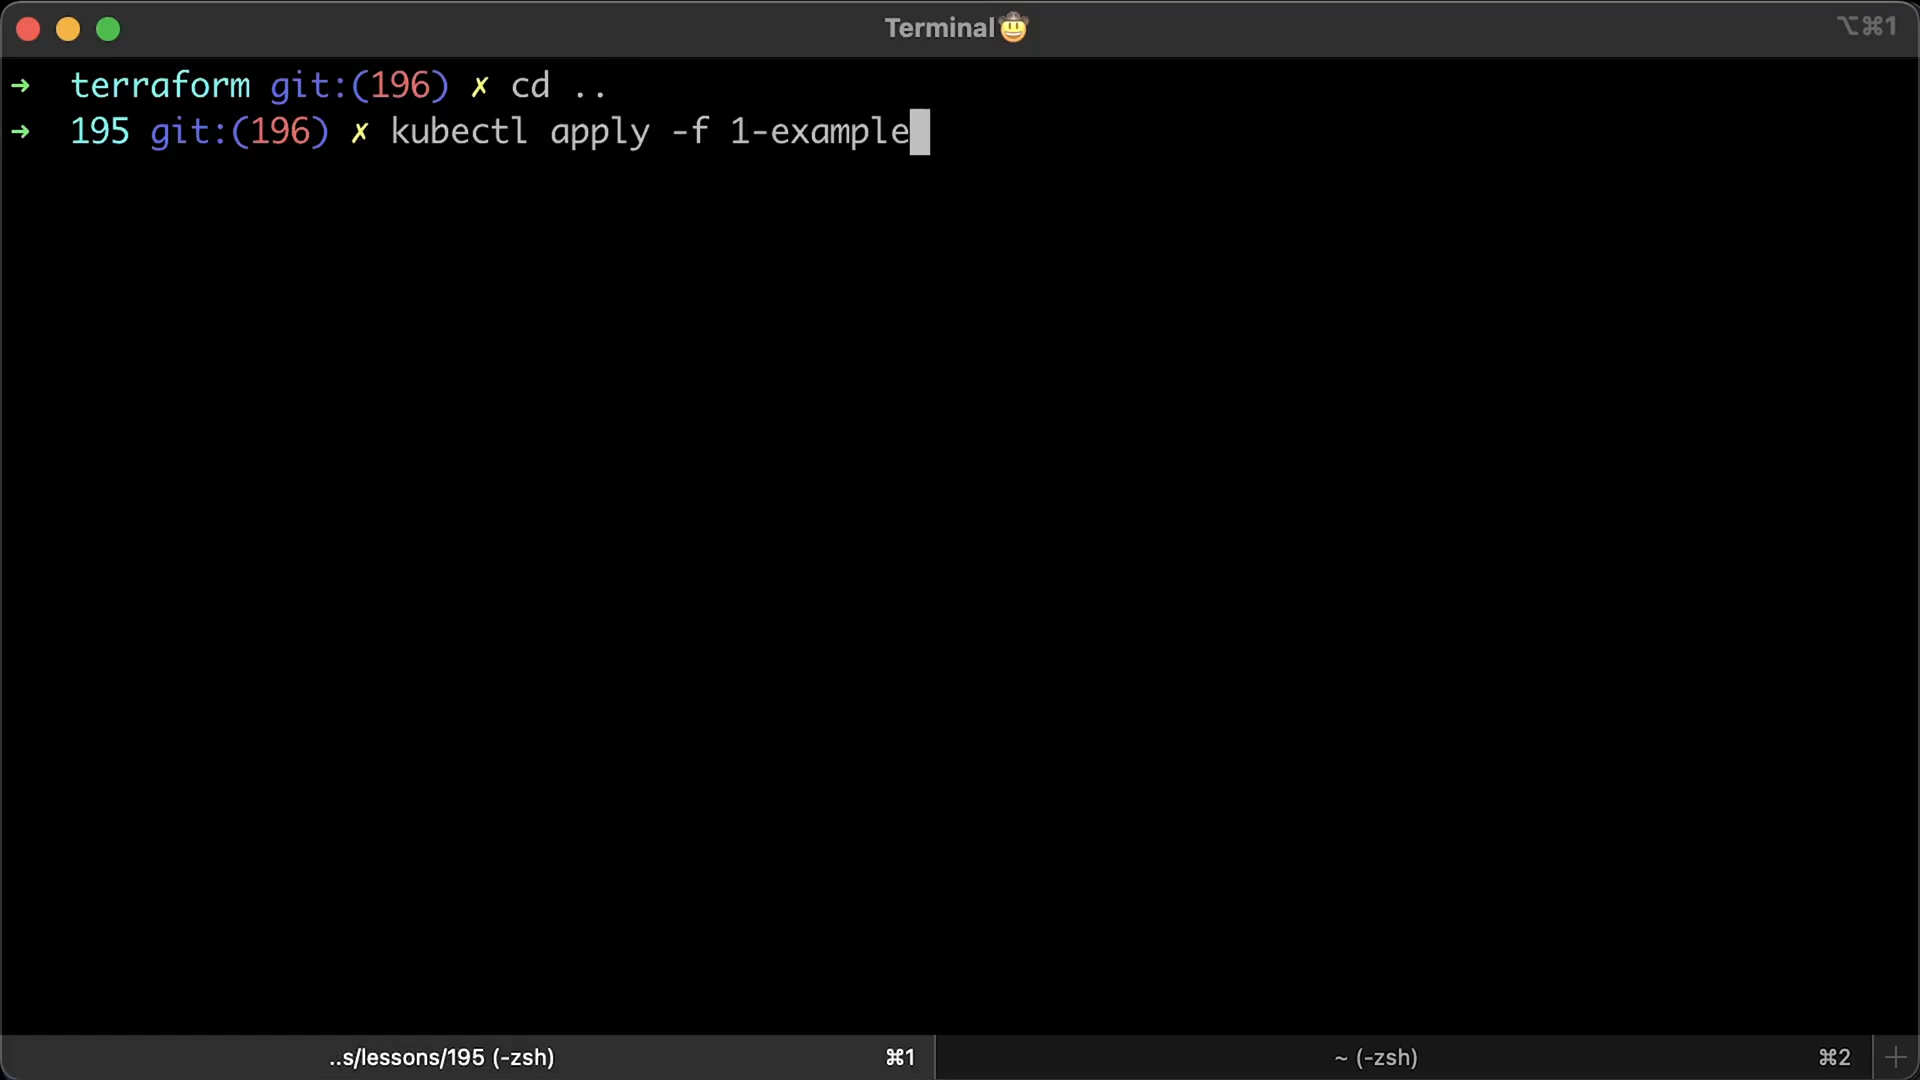 Terminal🤠
⌥⌘1
➜ terraform git:(196) ✗ cd ..
➜ 195 git:(196) ✗ kubectl apply -f 1-example
..s/lessons/195 (-zsh) ⌘1
~ (-zsh) ⌘2 +